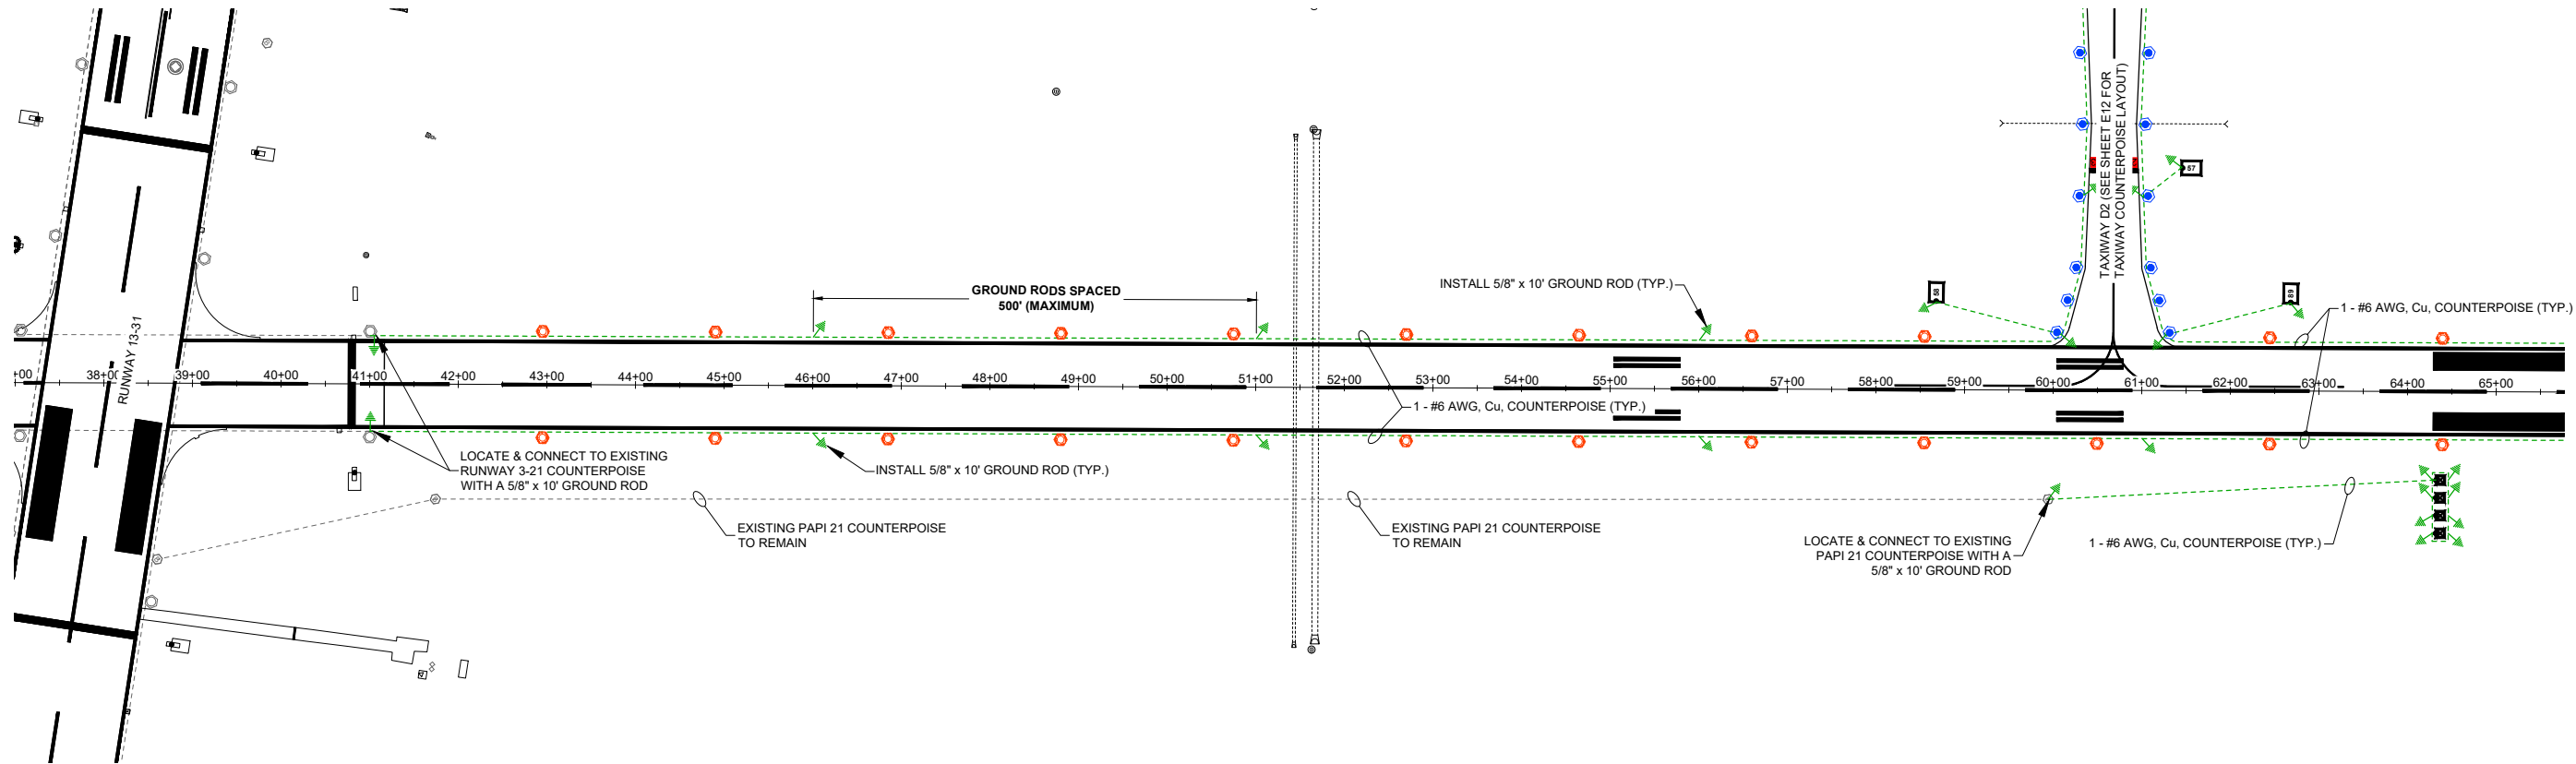 TAXIWAY D2 (SEE SHEET E12 FOR
TAXIWAY COUNTERPOISE LAYOUT)
57
58
89
GROUND RODS SPACED
500' (MAXIMUM)
INSTALL 5/8" x 10' GROUND ROD (TYP.)
1 - #6 AWG, Cu, COUNTERPOISE (TYP.)
RUNWAY 13-31
+00
38+00
39+00
40+00
41+00
42+00
43+00
44+00
45+00
46+00
47+00
48+00
49+00
50+00
51+00
52+00
53+00
54+00
55+00
56+00
57+00
58+00
59+00
60+00
61+00
62+00
63+00
64+00
65+00
1 - #6 AWG, Cu, COUNTERPOISE (TYP.)
LOCATE & CONNECT TO EXISTING
RUNWAY 3-21 COUNTERPOISE
WITH A 5/8" x 10' GROUND ROD
INSTALL 5/8" x 10' GROUND ROD (TYP.)
EXISTING PAPI 21 COUNTERPOISE
TO REMAIN
EXISTING PAPI 21 COUNTERPOISE
TO REMAIN
LOCATE & CONNECT TO EXISTING
PAPI 21 COUNTERPOISE WITH A
5/8" x 10' GROUND ROD
1 - #6 AWG, Cu, COUNTERPOISE (TYP.)